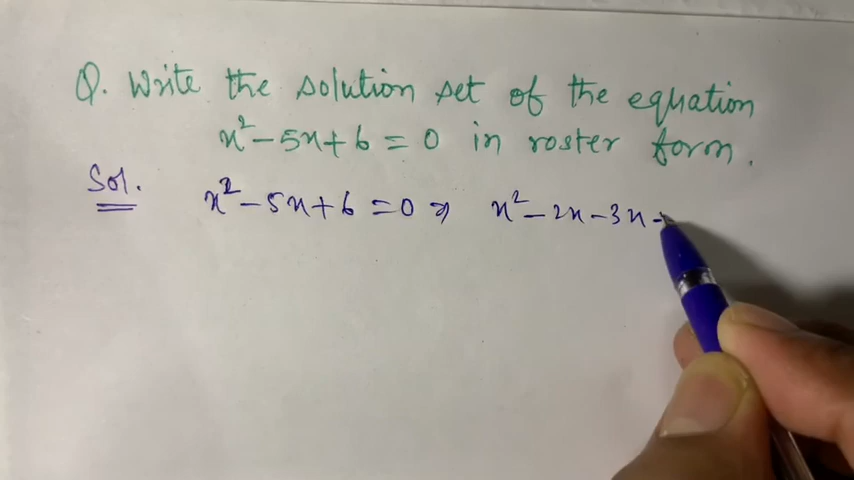 Q. Write the solution set of the equation
x² - 5x + 6 = 0 in roster form.
Sol. x² - 5x + 6 = 0 ⇒ x² - 2x - 3x -